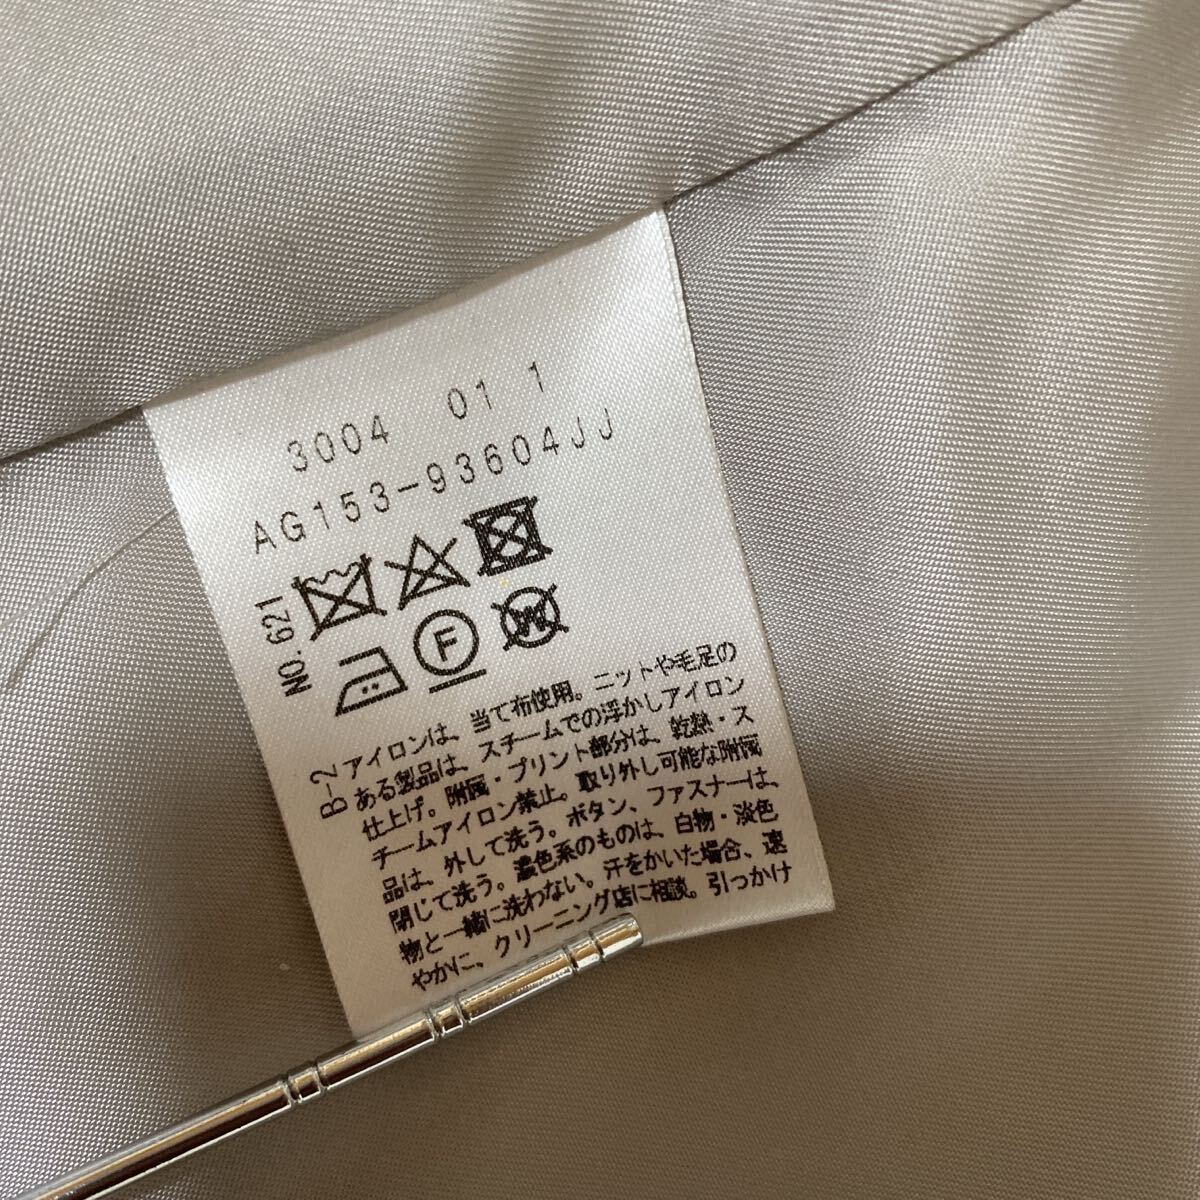 3004 01 1
AG153-93604JJ
NO. 621
F
W
B-2 アイロンは、当て布使用。ニットや毛足の
ある製品は、スチームでの浮かしアイロン
仕上げ。附属・プリント部分は、乾熱・ス
チームアイロン禁止。取り外し可能な附属
品は、外して洗う。ボタン、ファスナーは、
閉じて洗う。濃色系のものは、白物・淡色
物と一緒に洗わない。汗をかいた場合、速
やかに、クリーニング店に相談。引っかけ